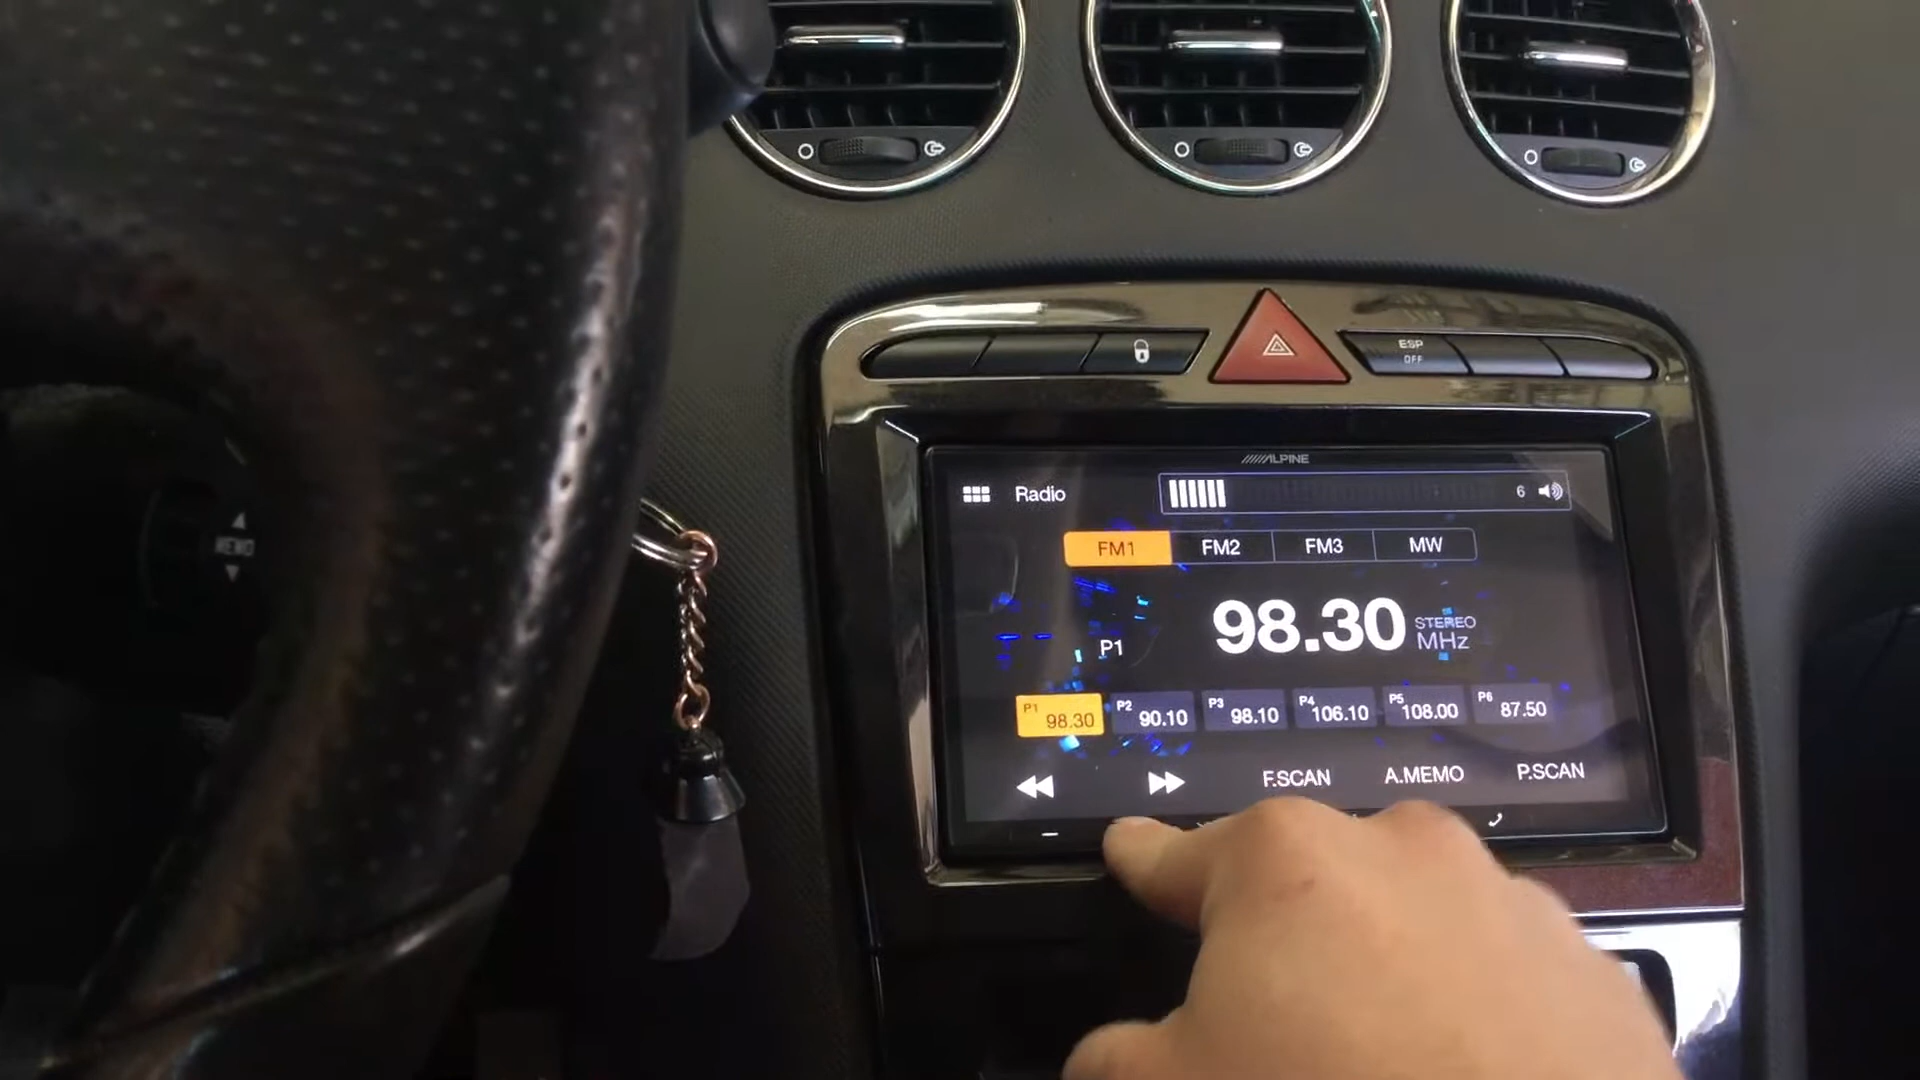 ESP
OFF
ALPINE
Radio
6
FM1 FM2 FM3 MW
MEMO
98.30 STEREO
MHz
P1
P1 98.30 P2 90.10 P3 98.10 P4 106.10 P5 108.00 P6 87.50
F.SCAN A.MEMO P.SCAN